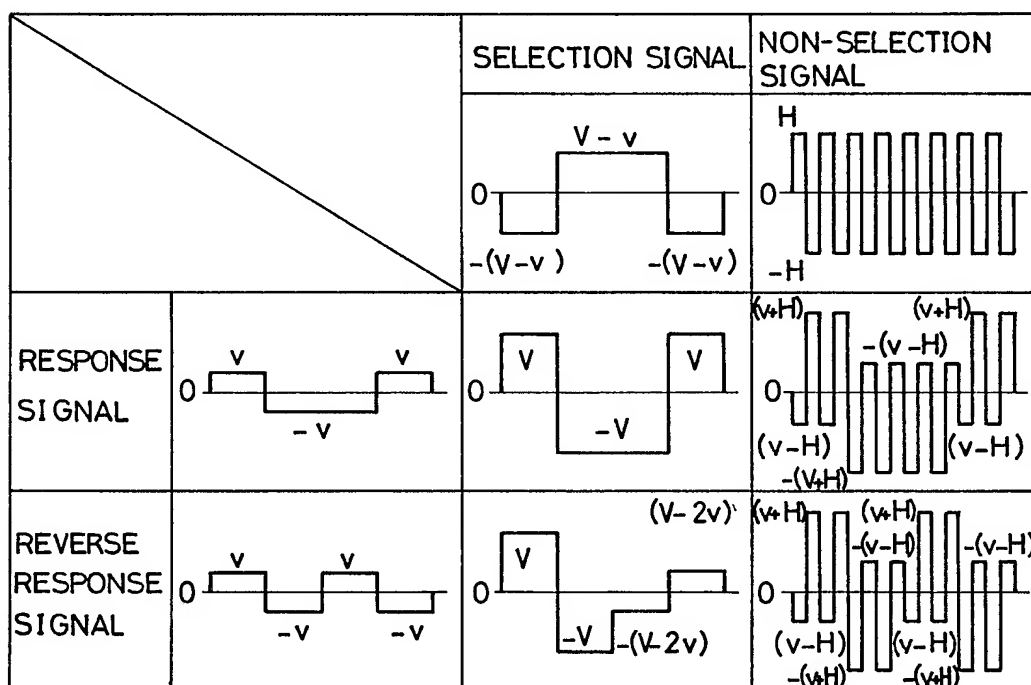 SELECTION SIGNAL
NON-SELECTION
SIGNAL
V - v
0
-(V-v)
-(V-v)
H
0
-H
RESPONSE
SIGNAL
v
v
0
-v
0
V
V
-V
(v+H)
(v+H)
-(v-H)
0
(v-H)
(v-H)
-(V+H)
REVERSE
RESPONSE
SIGNAL
v
v
0
-v
-v
(V-2v)
V
0
-V
-(V-2v)
(v+H)
(v+H)
-(v-H)
-(v-H)
0
(v-H)
(v-H)
-(v+H)
-(v+H)